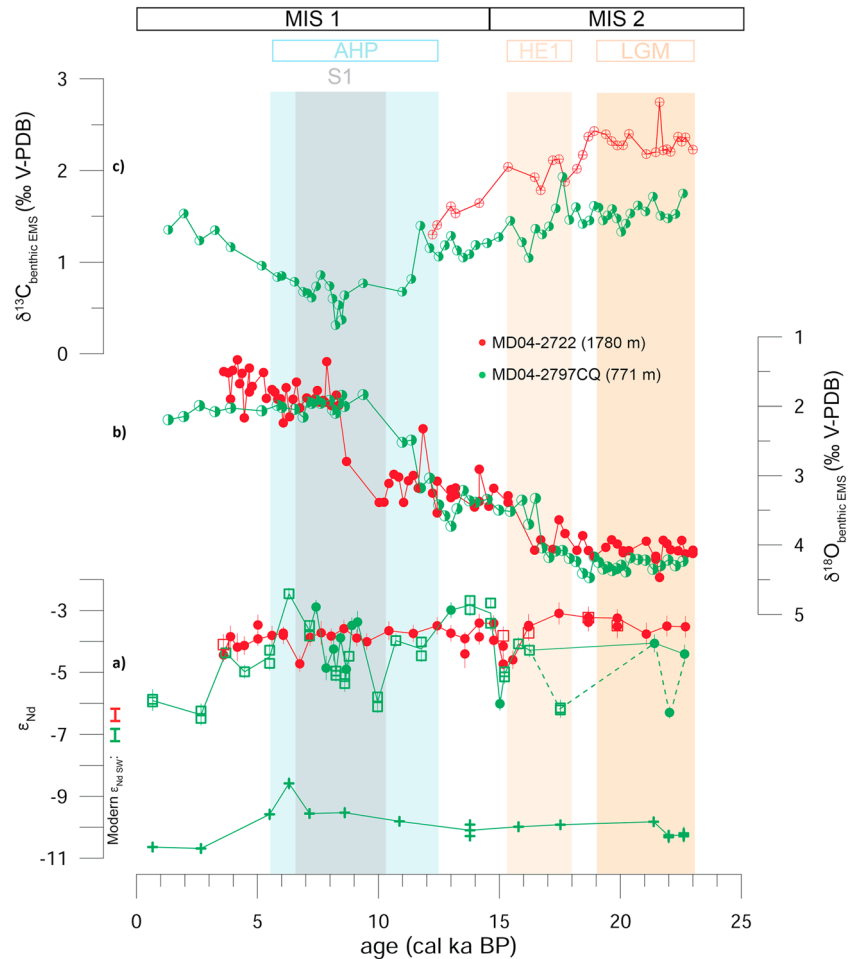 MIS 1
MIS 2
AHP
HE1
LGM
S1
3
2
1
0
δ13Cbenthic EMS (‰ V-PDB)
c)
MD04-2722 (1780 m)
MD04-2797CQ (771 m)
1
2
3
4
5
δ18Obenthic EMS (‰ V-PDB)
b)
-3
-5
-7
-9
-11
a)
εNd
Modern εNd SW:
0
5
10
15
20
25
age (cal ka BP)